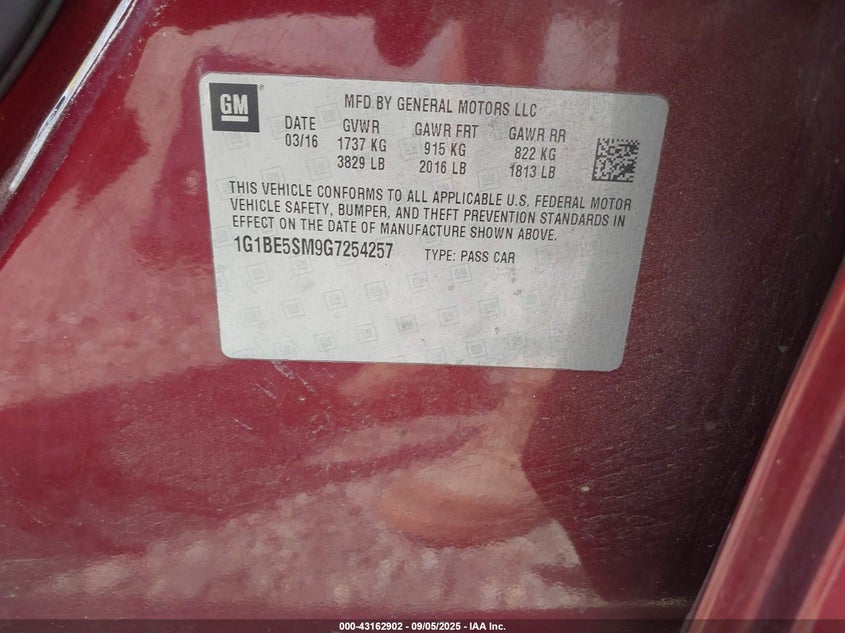 GM
MFD BY GENERAL MOTORS LLC
DATE GVWR GAWR FRT GAWR RR
03/16 1737 KG 915 KG 822 KG
3829 LB 2016 LB 1813 LB
THIS VEHICLE CONFORMS TO ALL APPLICABLE U.S. FEDERAL MOTOR
VEHICLE SAFETY, BUMPER, AND THEFT PREVENTION STANDARDS IN
EFFECT ON THE DATE OF MANUFACTURE SHOWN ABOVE.
1G1BE5SM9G7254257 TYPE: PASS CAR
000-43162902 - 09/05/2025 - IAA Inc.